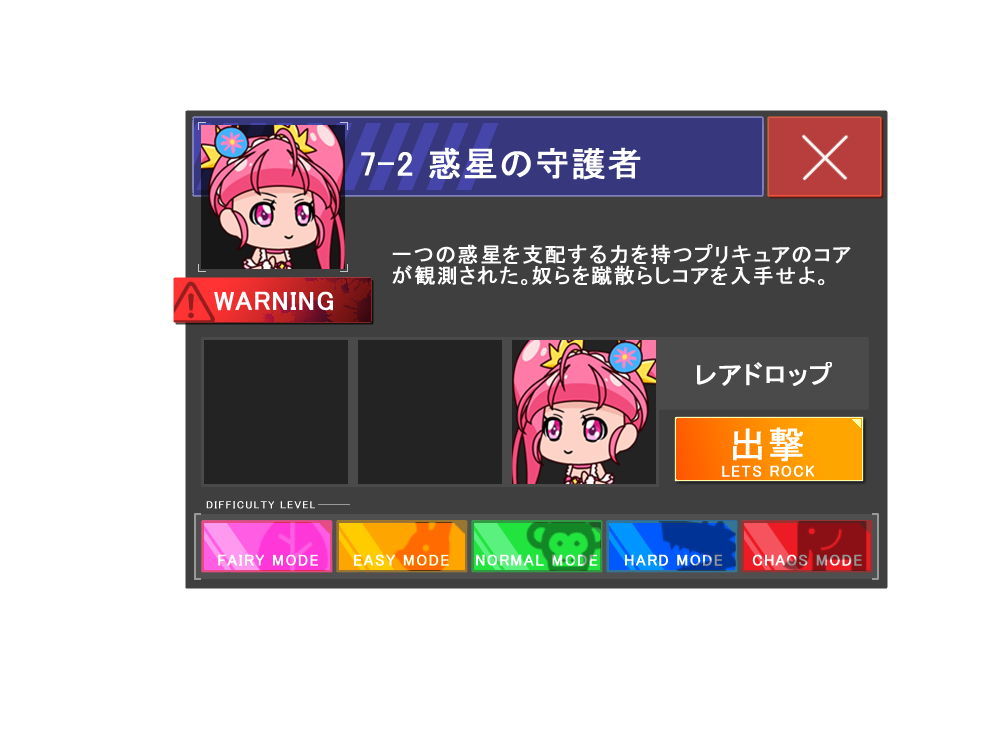 7-2 惑星の守護者
一つの惑星を支配する力を持つプリキュアのコア
が観測された。奴らを蹴散らしコアを入手せよ。
WARNING
レアドロップ
出撃
LETS ROCK
DIFFICULTY LEVEL
FAIRY MODE
EASY MODE
NORMAL MODE
HARD MODE
CHAOS MODE